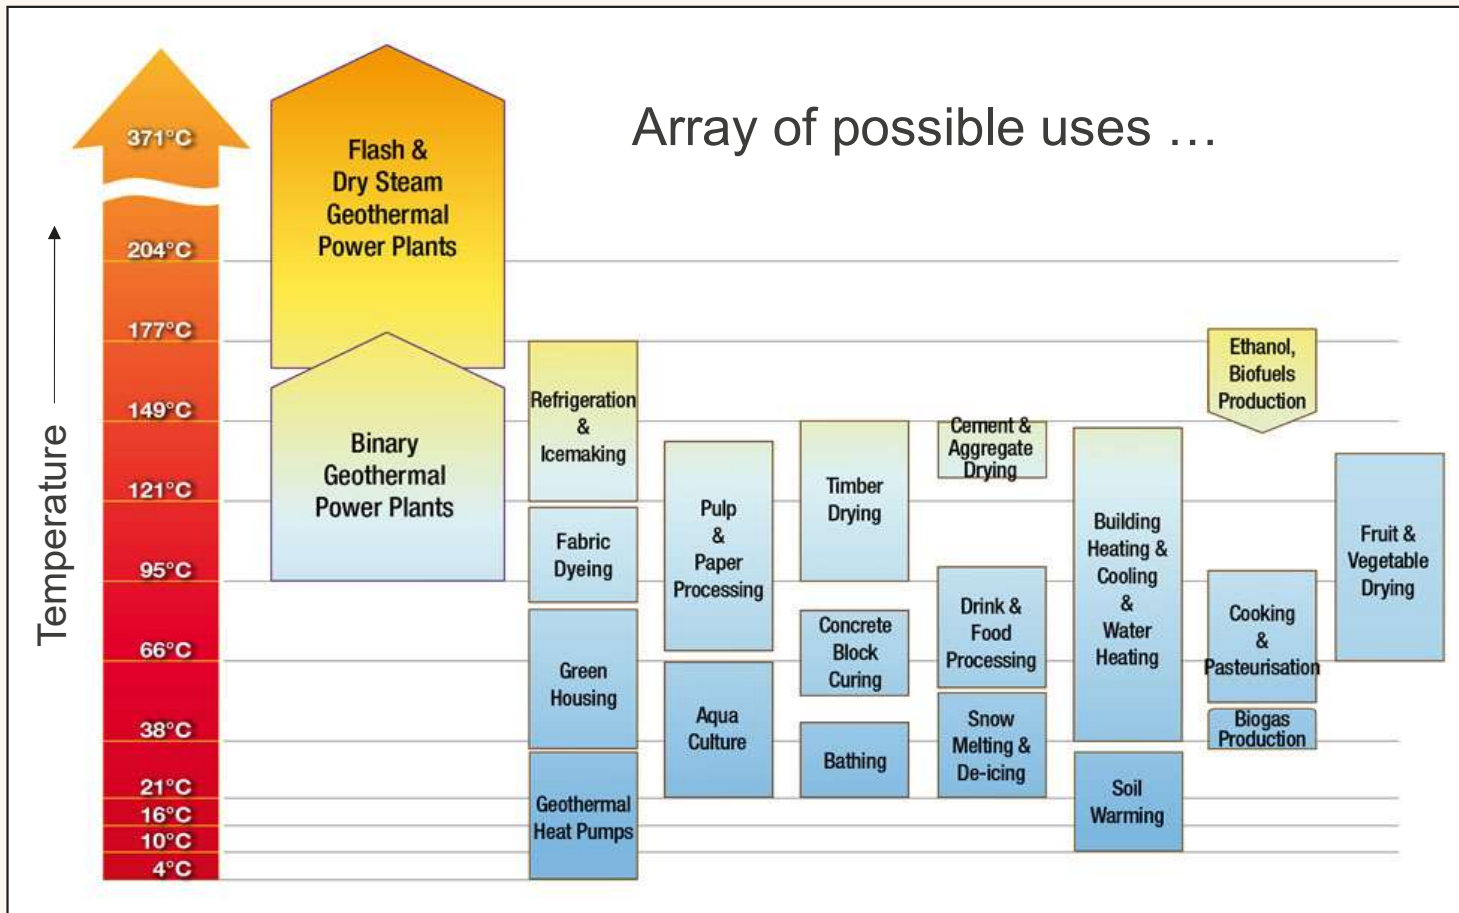 Array of possible uses …
Temperature
371°C
204°C
177°C
149°C
121°C
95°C
66°C
38°C
21°C
16°C
10°C
4°C
Flash &
Dry Steam
Geothermal
Power Plants
Binary
Geothermal
Power Plants
Refrigeration
&
Icemaking
Fabric
Dyeing
Green
Housing
Geothermal
Heat Pumps
Pulp
&
Paper
Processing
Aqua
Culture
Timber
Drying
Concrete
Block
Curing
Bathing
Cement &
Aggregate
Drying
Drink &
Food
Processing
Snow
Melting &
De-icing
Building
Heating &
Cooling
&
Water
Heating
Soil
Warming
Ethanol,
Biofuels
Production
Cooking
&
Pasteurisation
Biogas
Production
Fruit &
Vegetable
Drying